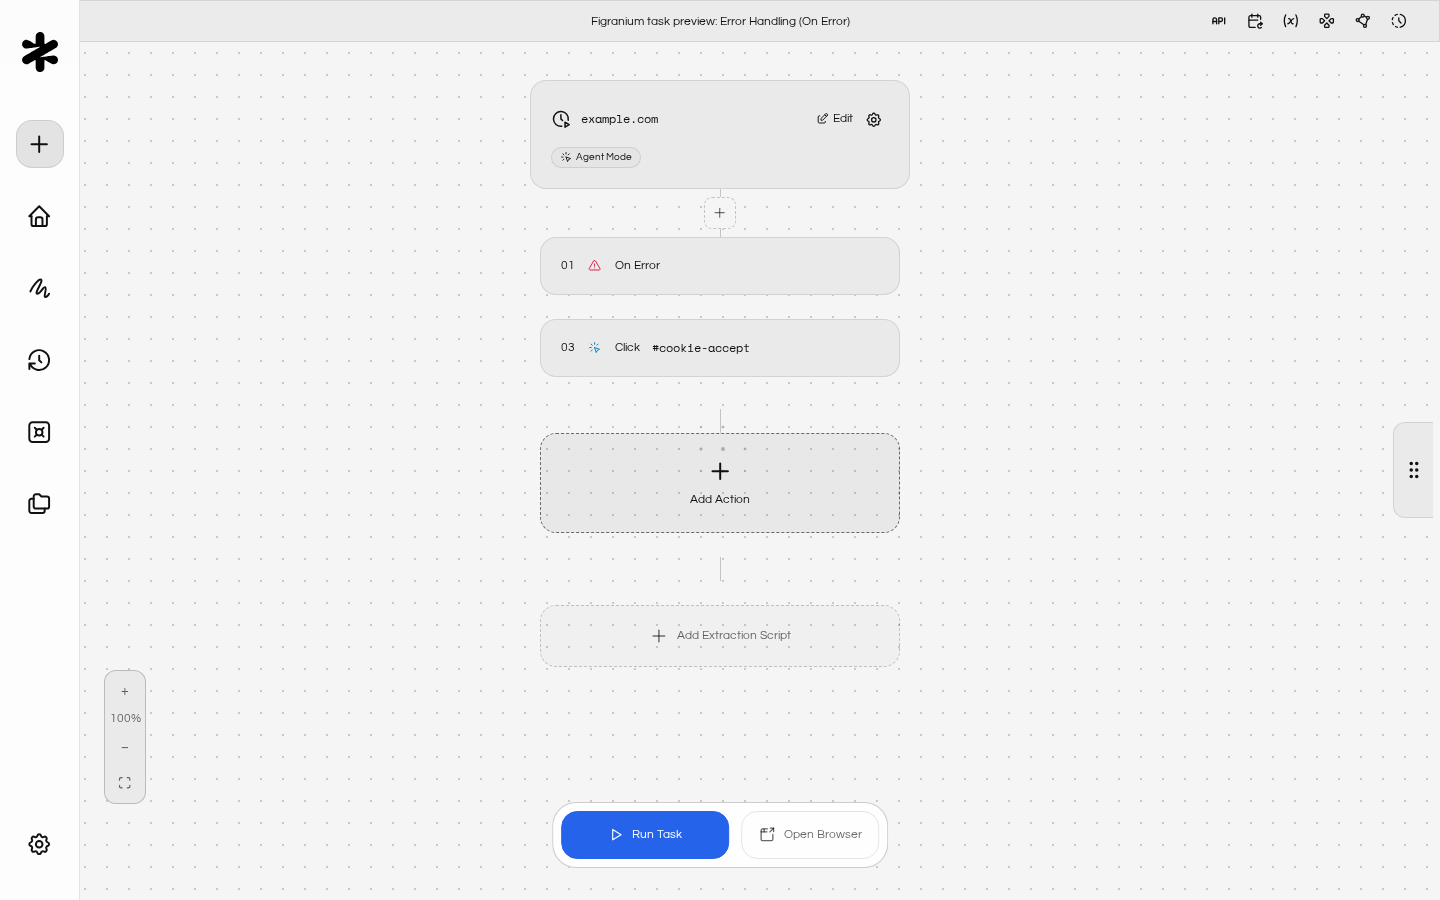 Figranium task preview: Error Handling (On Error)
API
(x)
example.com
Edit
Agent Mode
01 On Error
03 Click #cookie-accept
Add Action
Add Extraction Script
+
100%
−
Run Task
Open Browser